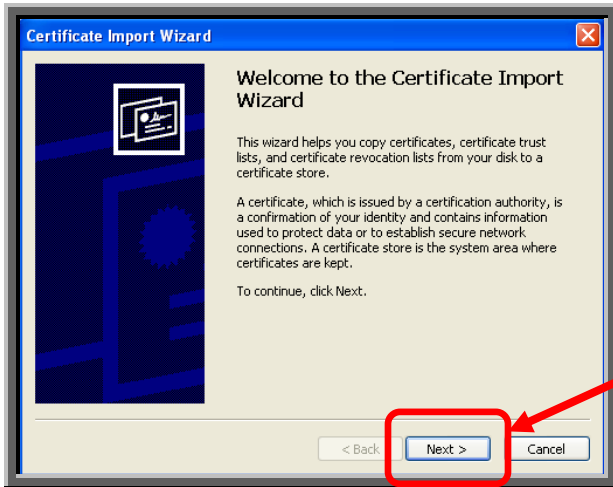 Certificate Import Wizard
Welcome to the Certificate Import
Wizard
This wizard helps you copy certificates, certificate trust
lists, and certificate revocation lists from your disk to a
certificate store.
A certificate, which is issued by a certification authority, is
a confirmation of your identity and contains information
used to protect data or to establish secure network
connections. A certificate store is the system area where
certificates are kept.
To continue, click Next.
< Back Next > Cancel